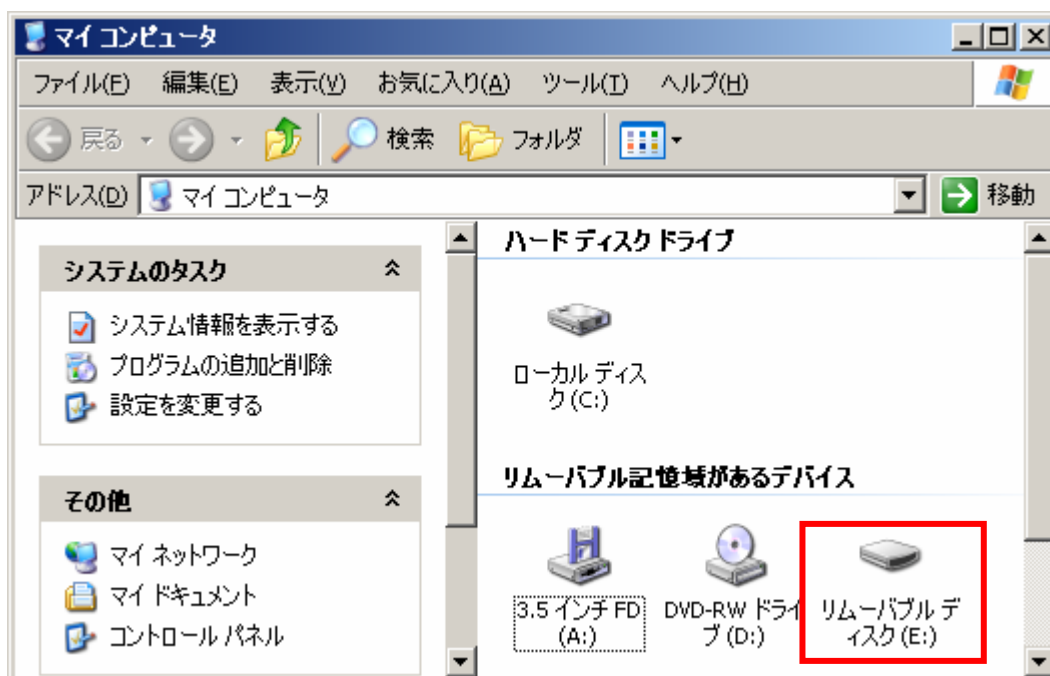 マイ コンピュータ
ファイル(F) 編集(E) 表示(V) お気に入り(A) ツール(T) ヘルプ(H)
戻る 検索 フォルダ
アドレス(D) マイ コンピュータ 移動
システムのタスク
システム情報を表示する
プログラムの追加と削除
設定を変更する
その他
マイ ネットワーク
マイ ドキュメント
コントロール パネル
ハード ディスク ドライブ
ローカル ディス
ク (C:)
リムーバブル記憶域があるデバイス
3.5 インチ FD
(A:)
DVD-RW ドライ
ブ (D:)
リムーバブル デ
ィスク (E:)